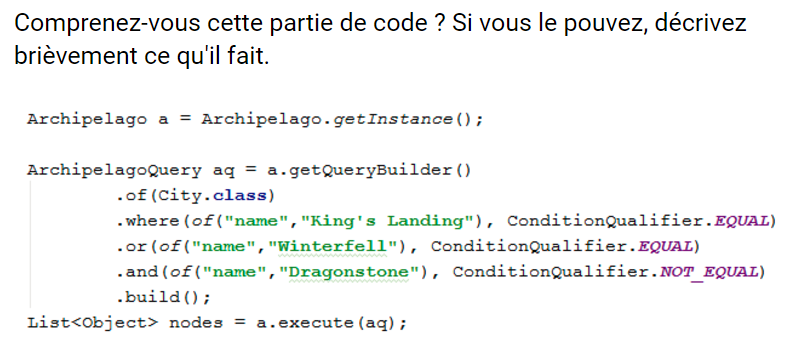 Comprenez-vous cette partie de code ? Si vous le pouvez, décrivez
brièvement ce qu'il fait.
Archipelago a = Archipelago.getInstance();
ArchipelagoQuery aq = a.getQueryBuilder()
.of(City.class)
.where(of("name","King's Landing"), ConditionQualifier.EQUAL)
.or(of("name","Winterfell"), ConditionQualifier.EQUAL)
.and(of("name","Dragonstone"), ConditionQualifier.NOT_EQUAL)
.build();
List<Object> nodes = a.execute(aq);